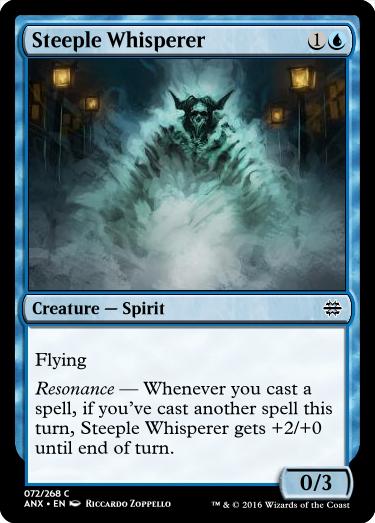 Steeple Whisperer 1
Creature — Spirit
Flying
Resonance — Whenever you cast a
spell, if you've cast another spell this
turn, Steeple Whisperer gets +2/+0
until end of turn.
0/3
072/268 C
ANX • EN Riccardo Zoppello
™ & © 2016 Wizards of the Coast